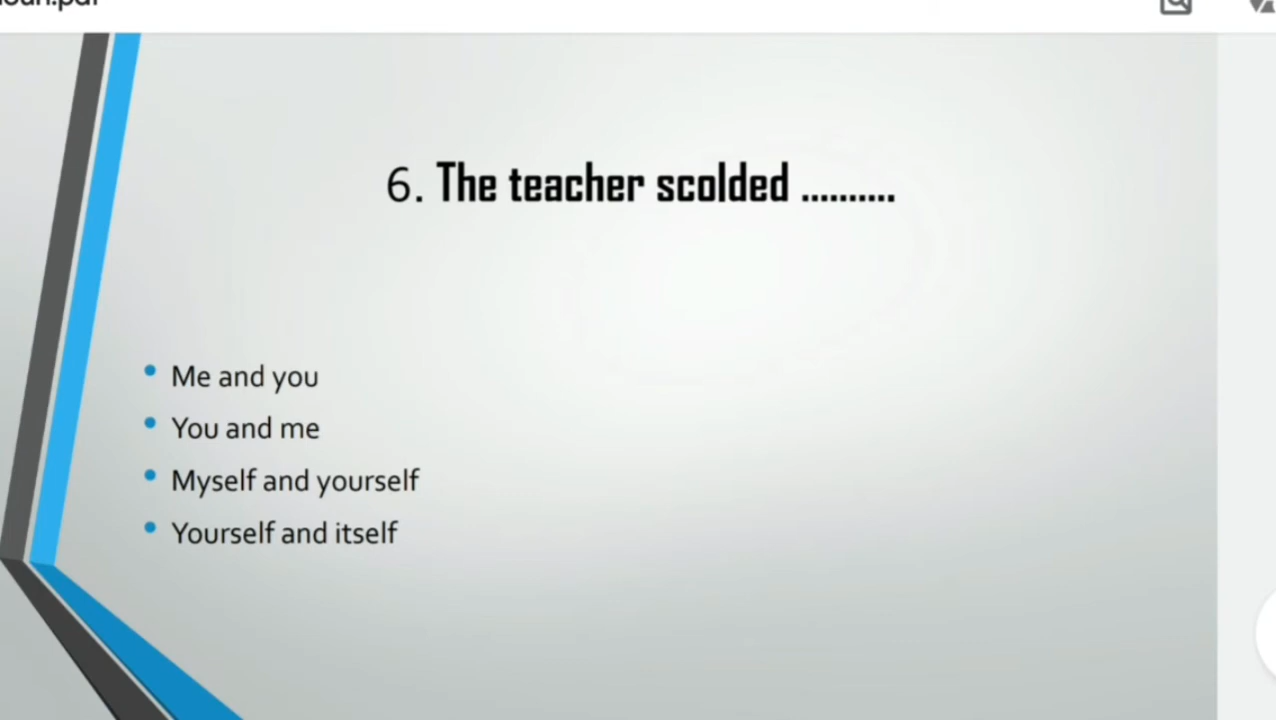 6. The teacher scolded ..........
Me and you
You and me
Myself and yourself
Yourself and itself